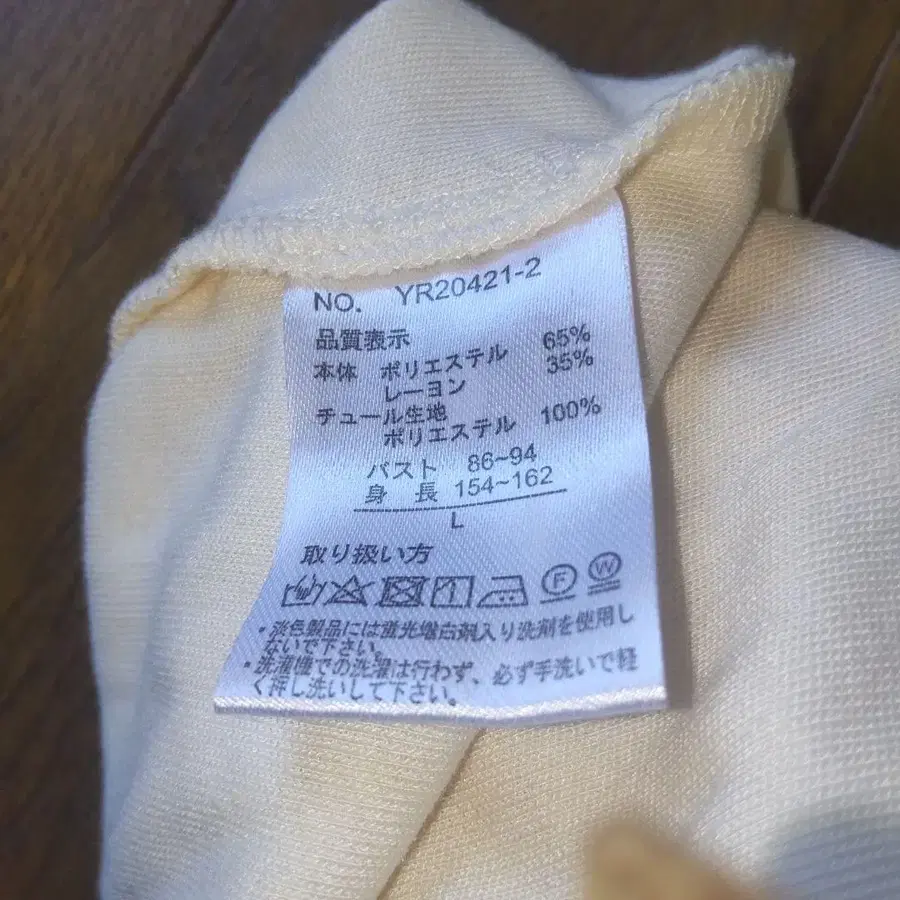 NO. YR20421-2
品質表示
本体 ポリエステル 65%
レーヨン 35%
チュール生地
ポリエステル 100%
バスト 86~94
身 長 154~162
L
取り扱い方
F W
・淡色製品には蛍光増白剤入り洗剤を使用し
ないで下さい。
・洗濯機での洗濯は行わず、必ず手洗いで軽
く押し洗いして下さい。